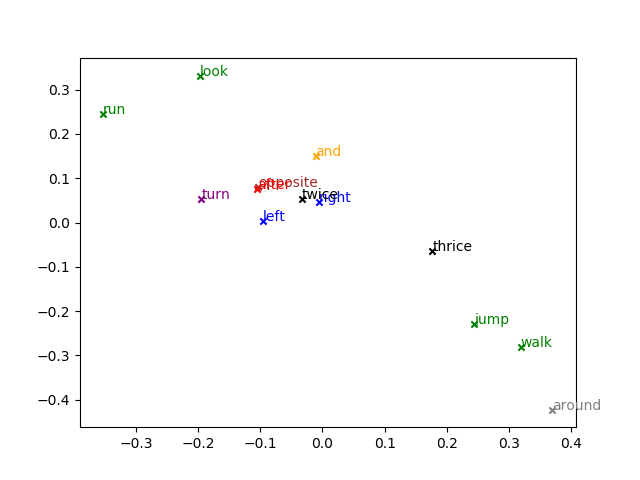 look
run
and
opposite
after
turn
twice
right
left
thrice
jump
walk
around
0.3
0.2
0.1
0.0
−0.1
−0.2
−0.3
−0.4
−0.3 −0.2 −0.1 0.0 0.1 0.2 0.3 0.4